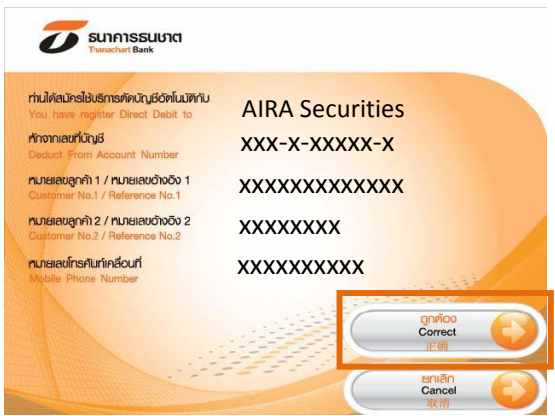 ธนาคารธนชาต
Thanachart Bank
ท่านได้สมัครใช้บริการตัดบัญชีอัตโนมัติกับ
You have register Direct Debit to
AIRA Securities
หักจากเลขที่บัญชี
Deduct From Account Number
xxx-x-xxxxx-x
หมายเลขลูกค้า 1 / หมายเลขอ้างอิง 1
Customer No.1 / Reference No.1
xxxxxxxxxxxxx
หมายเลขลูกค้า 2 / หมายเลขอ้างอิง 2
Customer No.2 / Reference No.2
xxxxxxxx
หมายเลขโทรศัพท์เคลื่อนที่
Mobile Phone Number
xxxxxxxxxx
ถูกต้อง
Correct
正确
ยกเลิก
Cancel
取消